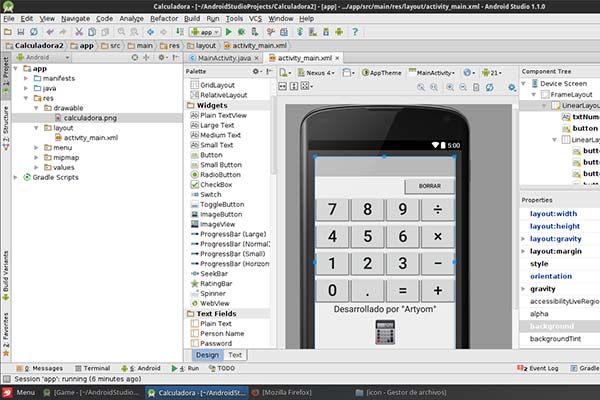 Calculadora - [~/AndroidStudioProjects/Calculadora2] - [app] - .../app/src/main/res/layout/activity_main.xml - Android Studio 1.1.0
File Edit View Navigate Code Analyze Refactor Build Run Tools VCS Window Help
app
Calculadora2 app src main res layout activity_main.xml
1: Project
7: Structure
Build Variants
2: Favorites
Android
app
manifests
java
res
drawable
calculadora.png
layout
activity_main.xml
menu
mipmap
values
Gradle Scripts
MainActivity.java activity_main.xml
Palette
GridLayout
RelativeLayout
Widgets
Plain TextView
Large Text
Medium Text
Small Text
Button
Small Button
RadioButton
CheckBox
Switch
ToggleButton
ImageButton
ImageView
ProgressBar (Large)
ProgressBar (Normal)
ProgressBar (Small)
ProgressBar (Horizon
SeekBar
RatingBar
Spinner
WebView
Text Fields
Plain Text
Person Name
Password
Design Text
Nexus 4 AppTheme MainActivity 21
5:00
BORRAR
7 8 9 ÷
4 5 6 ×
1 2 3 −
0 . = +
Desarrollado por "Artyom"
Component Tree
Device Screen
FrameLayout
LinearLayou
txtNume
button
LinearLa
butt
butt
butt
Properties
layout:width
layout:height
layout:gravity
layout:margin
style
orientation
gravity
accessibilityLiveRegio
alpha
background
backgroundTint
0: Messages Terminal 6: Android 4: Run TODO Event Log Gradle
Session 'app': running (6 minutes ago)
Menu [Game - [~/AndroidStudio... Calculadora - [~/AndroidSt... [Mozilla Firefox] [icon - Gestor de archivos]